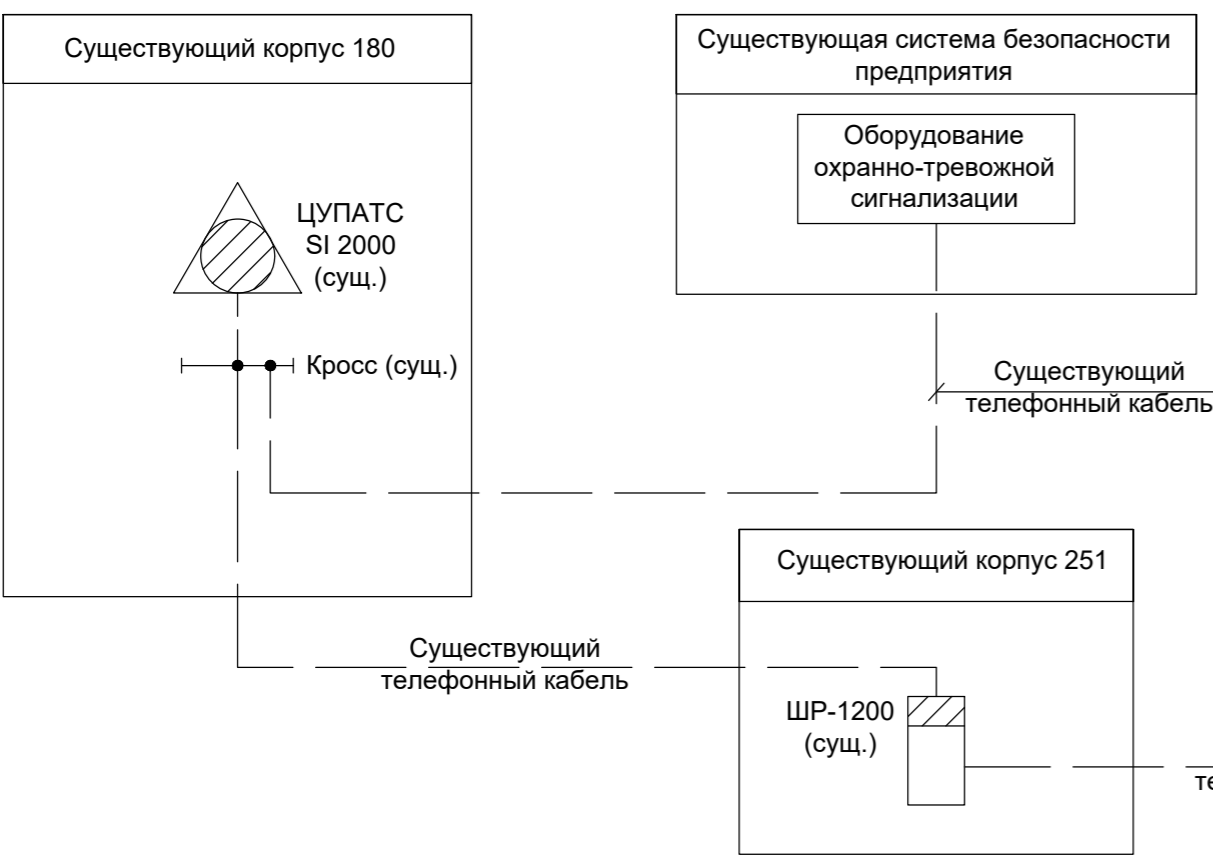 Существующий корпус 180
Существующая система безопасности
предприятия
Оборудование
охранно-тревожной
сигнализации
ЦУПАТС
SI 2000
(сущ.)
Кросс (сущ.)
Существующий
телефонный кабель
Существующий корпус 251
Существующий
телефонный кабель
ШР-1200
(сущ.)